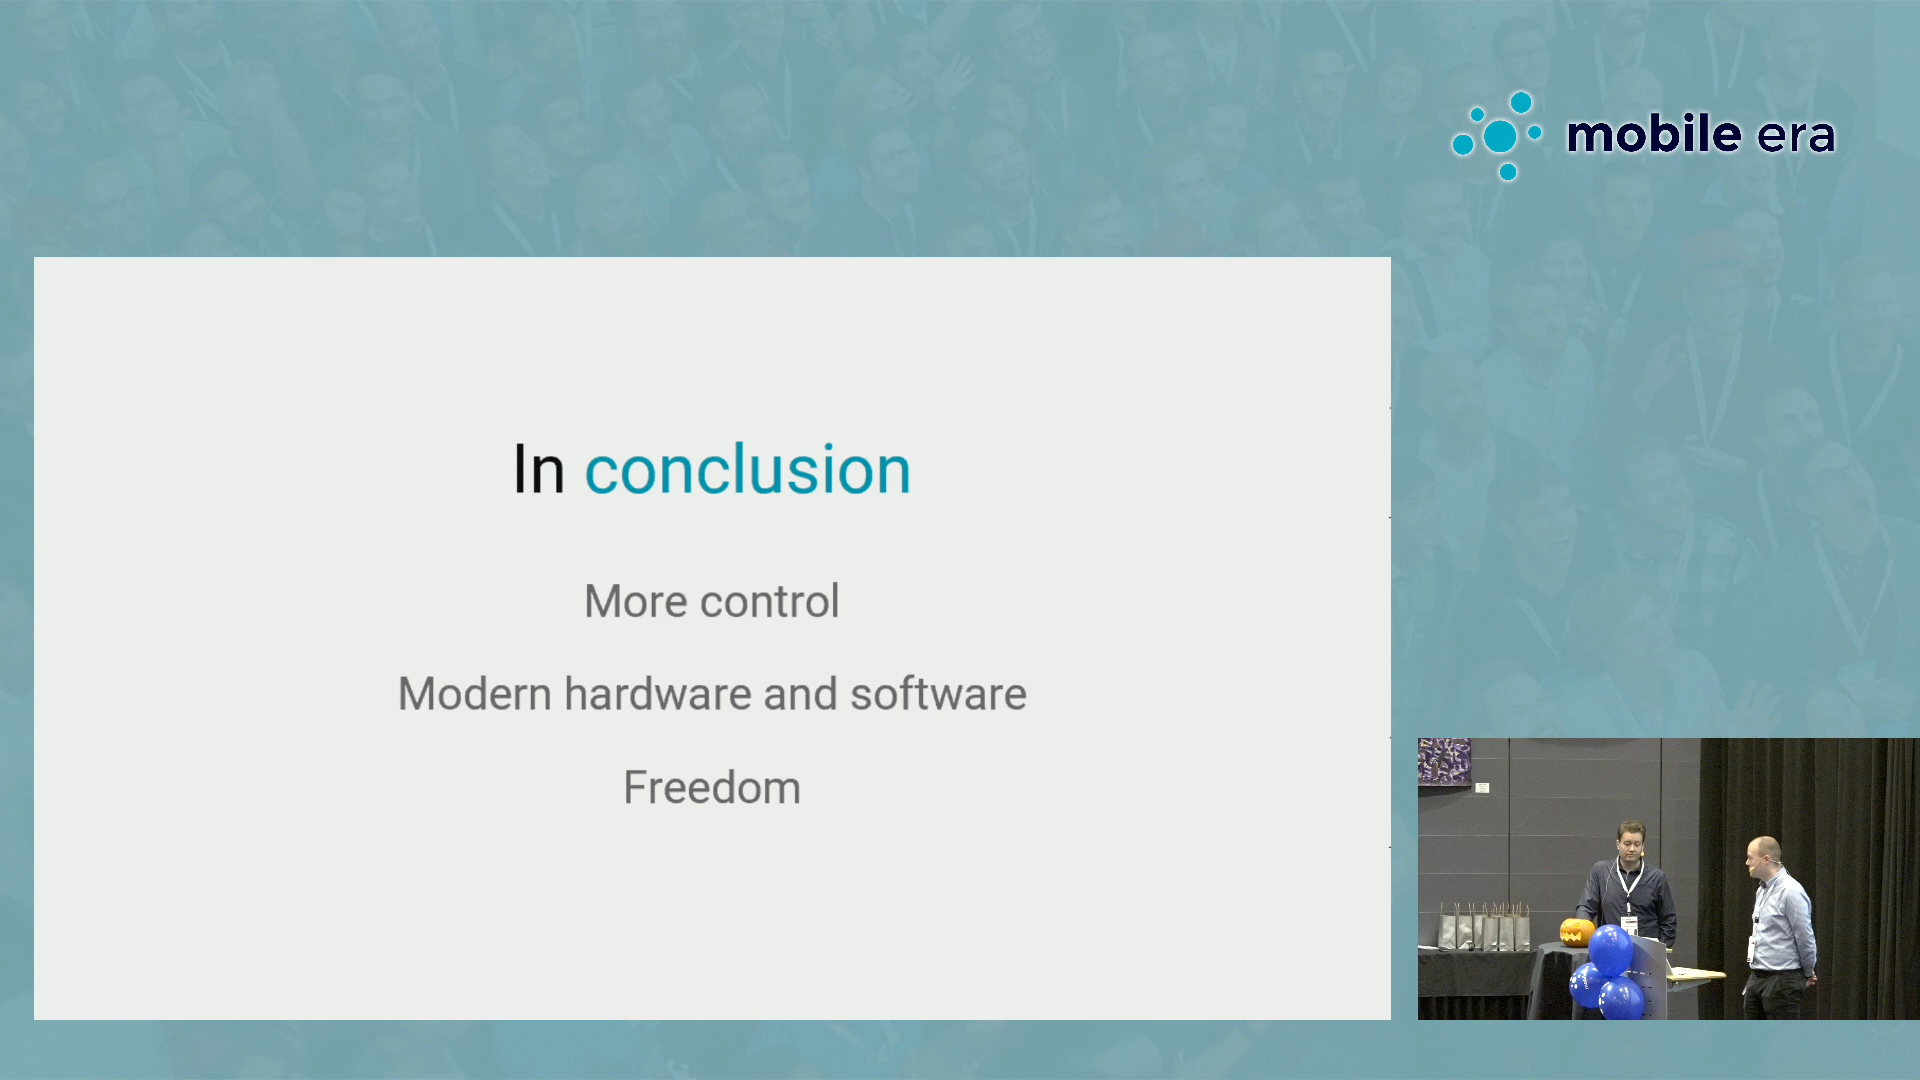 mobile era
In conclusion
More control
Modern hardware and software
Freedom